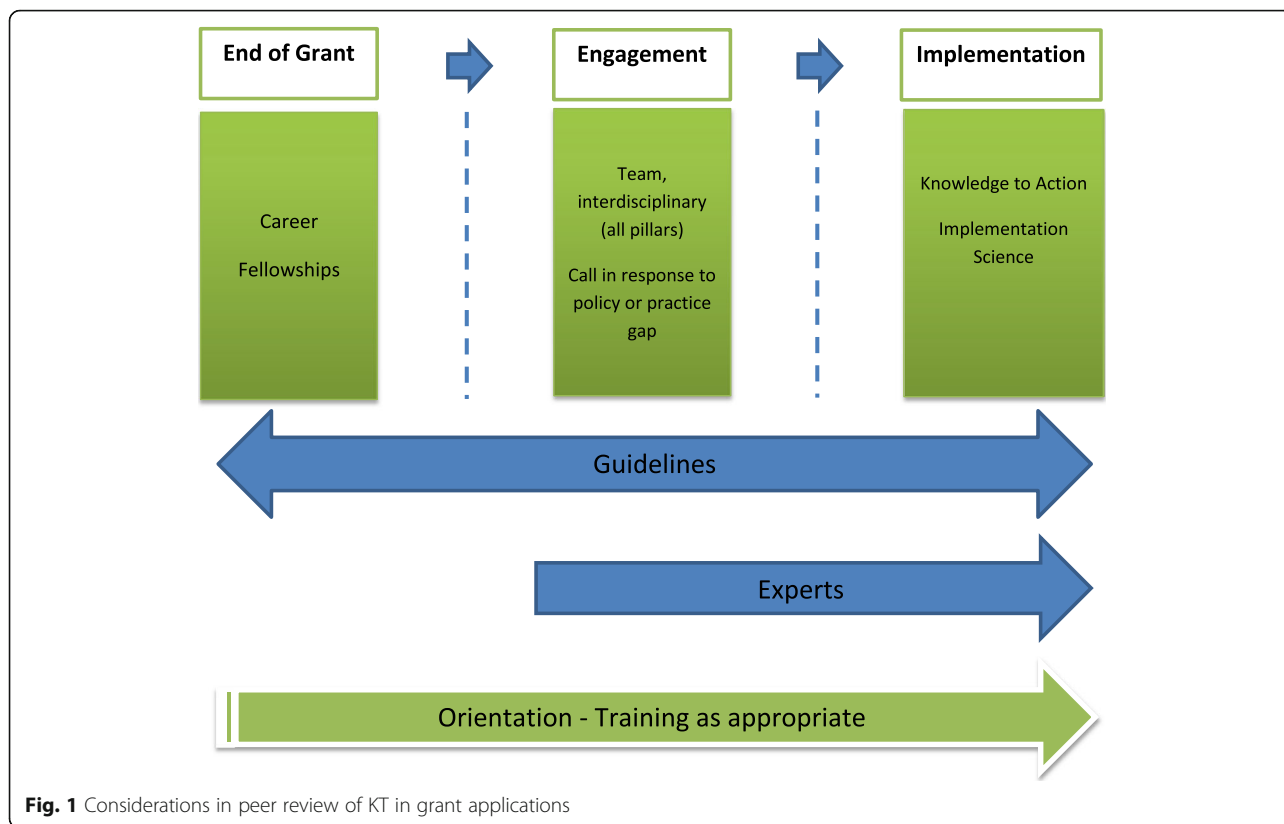 End of Grant
Engagement
Implementation
Career
Fellowships
Team,
interdisciplinary
(all pillars)
Call in response to
policy or practice
gap
Knowledge to Action
Implementation
Science
Guidelines
Experts
Orientation - Training as appropriate
Fig. 1 Considerations in peer review of KT in grant applications